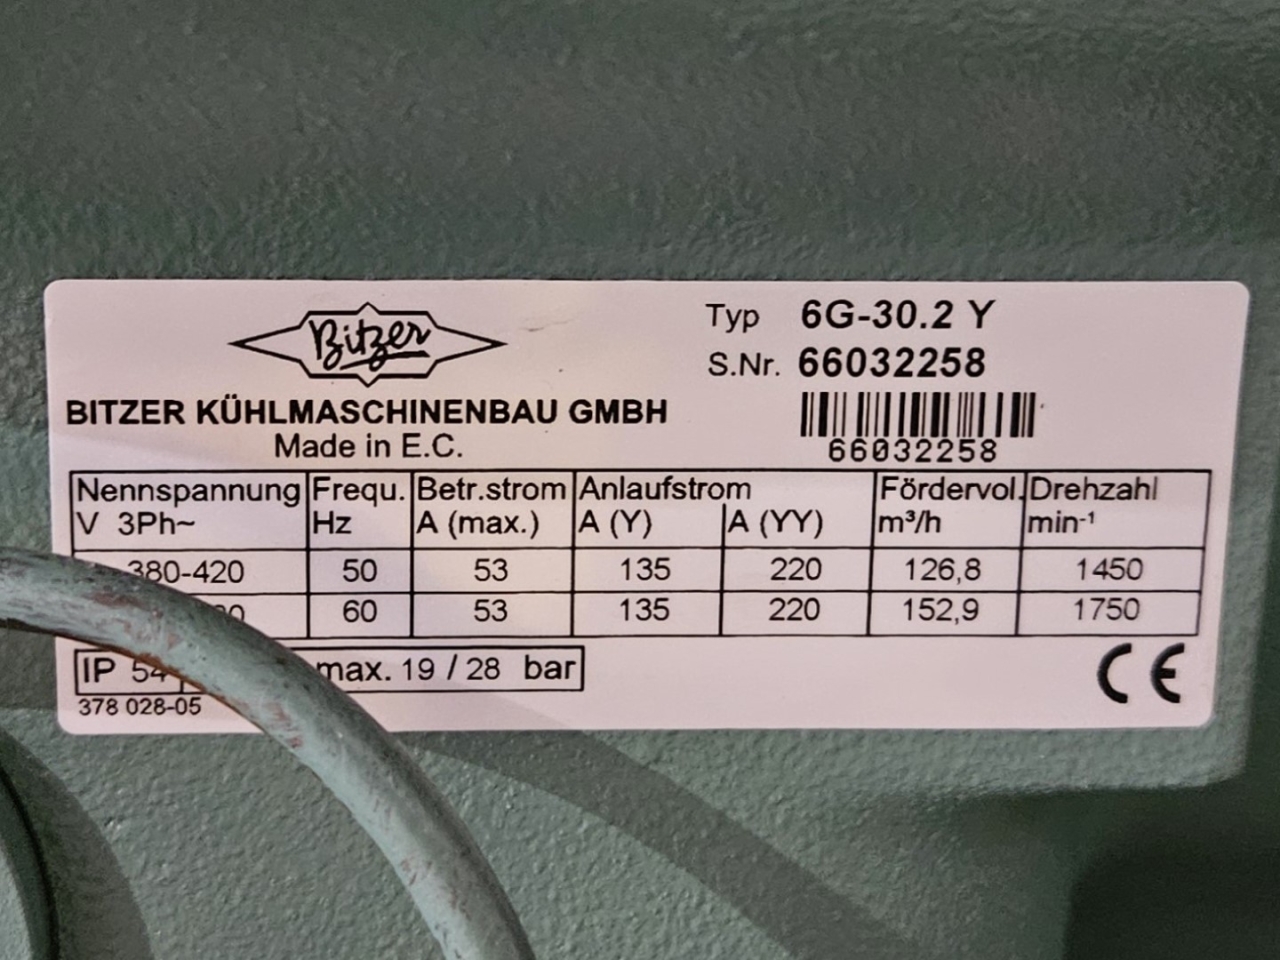 Bitzer
Typ 6G-30.2 Y
S.Nr. 66032258
66032258
BITZER KÜHLMASCHINENBAU GMBH
Made in E.C.
Nennspannung Frequ. Betr.strom Anlaufstrom Fördervol. Drehzahl
V 3Ph~ Hz A (max.) A (Y) A (YY) m³/h min⁻¹
380-420 50 53 135 220 126,8 1450
60 53 135 220 152,9 1750
IP 54 max. 19 / 28 bar
378 028-05
CE